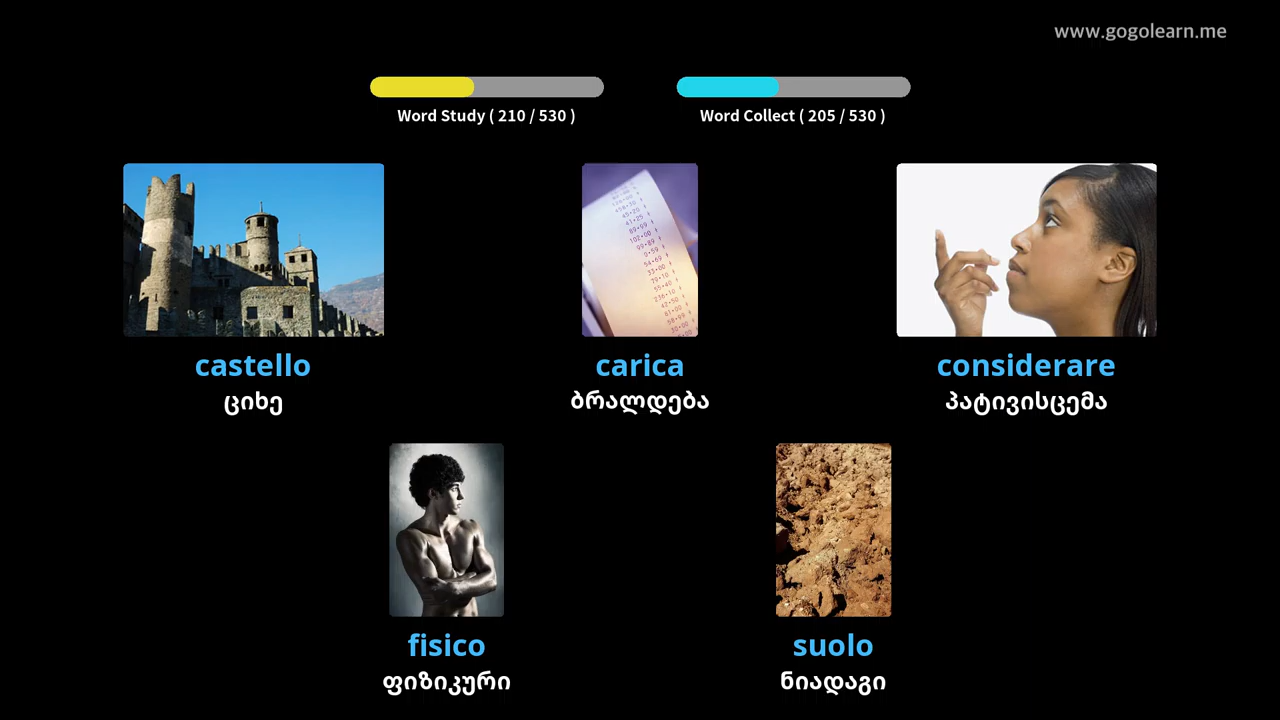 www.gogolearn.me
Word Study ( 210 / 530 )
Word Collect ( 205 / 530 )
castello
ციხე
carica
ბრალდება
considerare
პატივისცემა
fisico
ფიზიკური
suolo
ნიადაგი